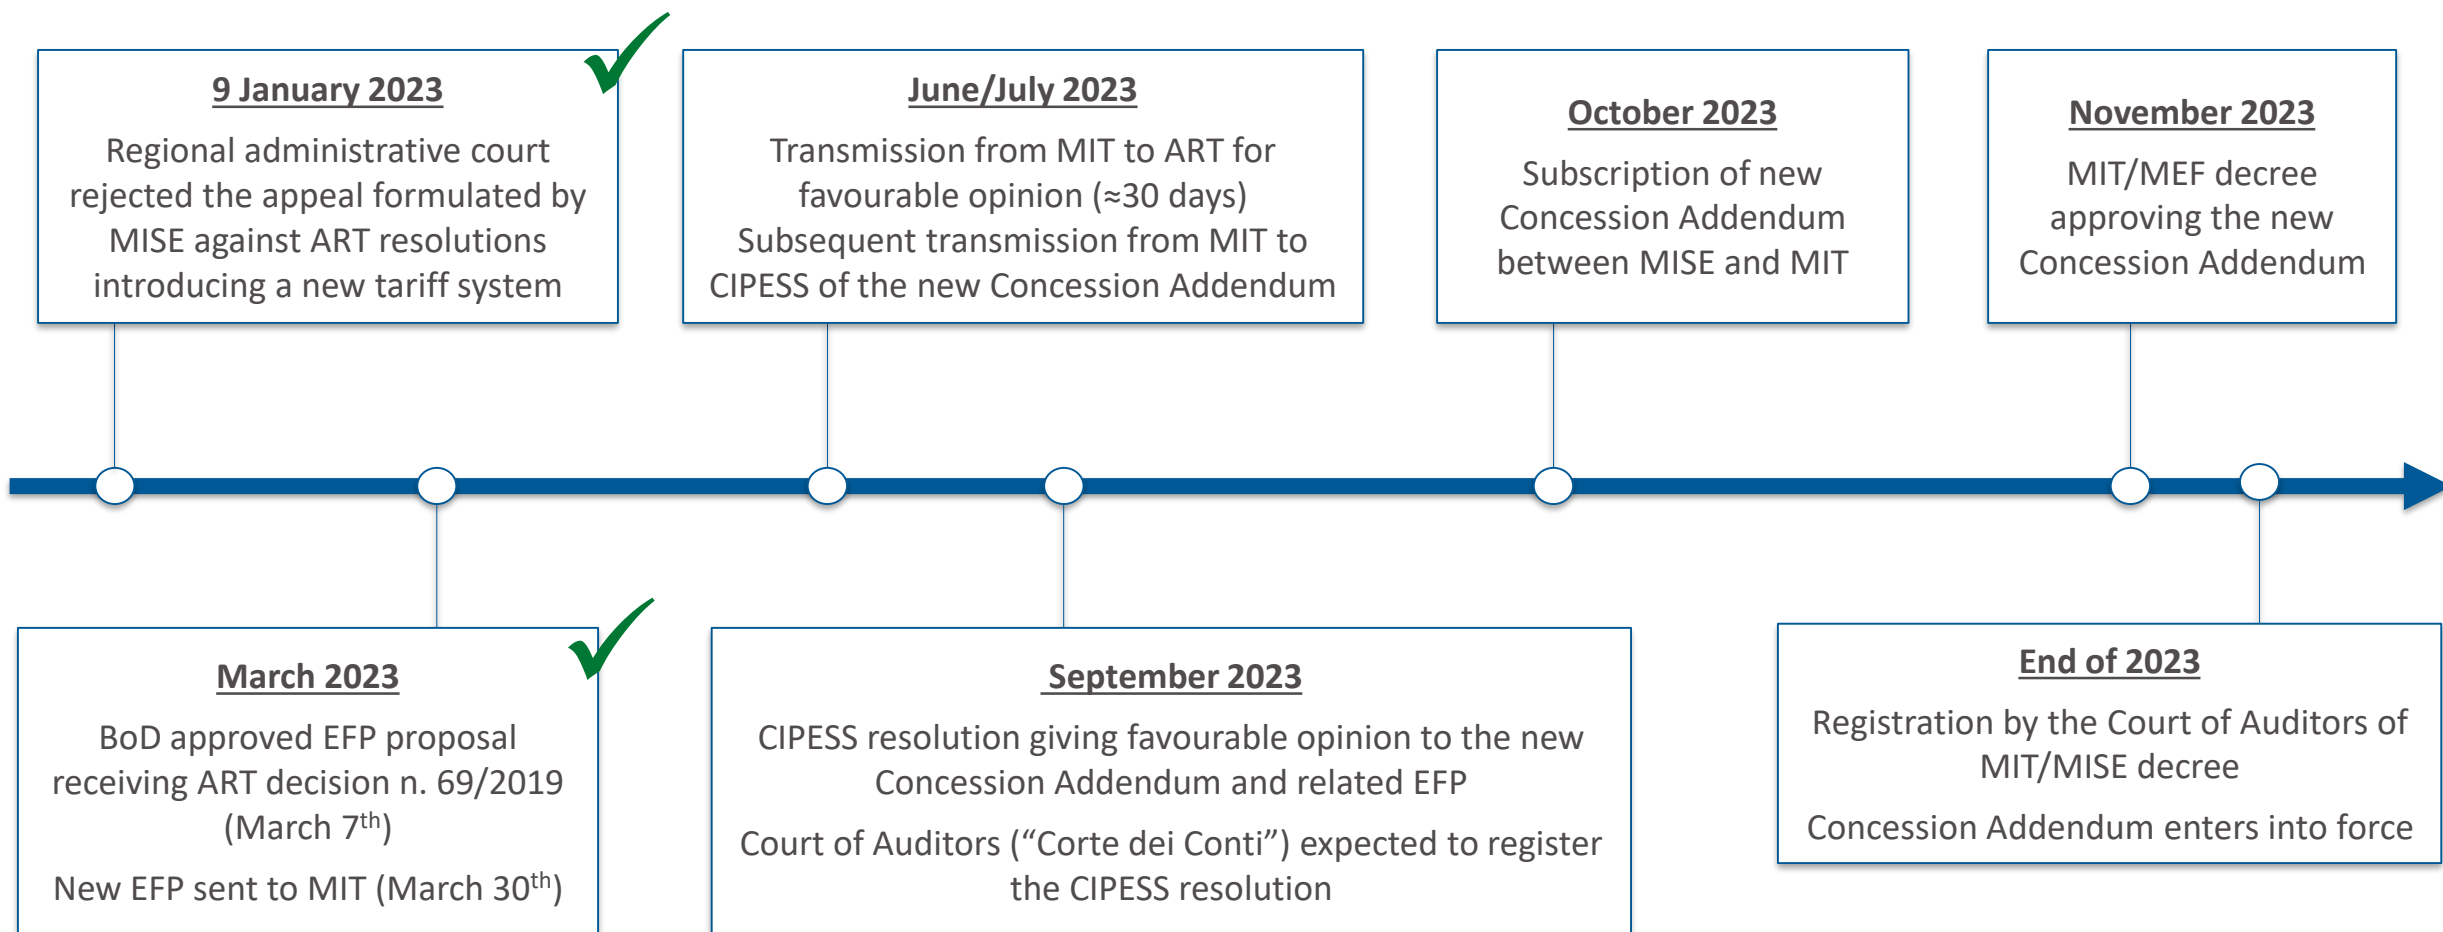 9 January 2023
Regional administrative court
rejected the appeal formulated by
MISE against ART resolutions
introducing a new tariff system
June/July 2023
Transmission from MIT to ART for
favourable opinion (≈30 days)
Subsequent transmission from MIT to
CIPESS of the new Concession Addendum
October 2023
Subscription of new
Concession Addendum
between MISE and MIT
November 2023
MIT/MEF decree
approving the new
Concession Addendum
March 2023
BoD approved EFP proposal
receiving ART decision n. 69/2019
(March 7th)
New EFP sent to MIT (March 30th)
September 2023
CIPESS resolution giving favourable opinion to the new
Concession Addendum and related EFP
Court of Auditors (“Corte dei Conti”) expected to register
the CIPESS resolution
End of 2023
Registration by the Court of Auditors of
MIT/MISE decree
Concession Addendum enters into force